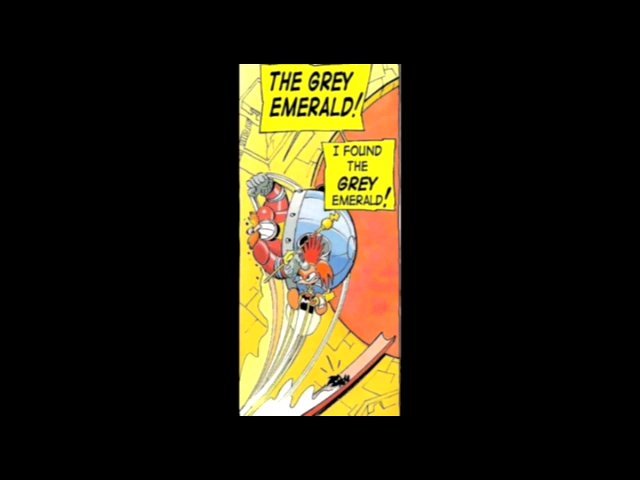 THE GREY
EMERALD!
I FOUND
THE
GREY
EMERALD!